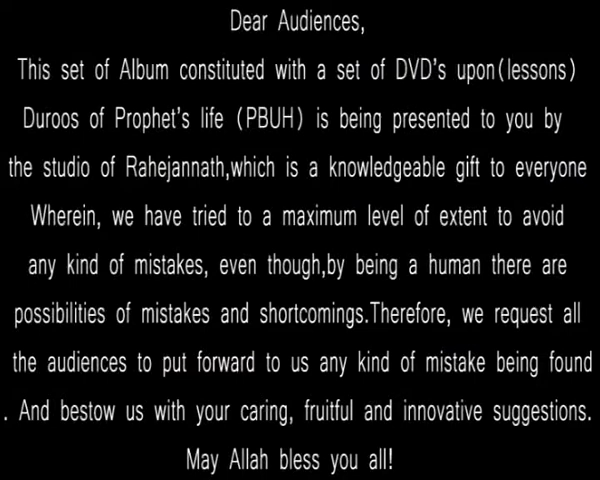 Dear Audiences,
This set of Album constituted with a set of DVD's upon(lessons)
Duroos of Prophet's life (PBUH) is being presented to you by
the studio of Rahejannath,which is a knowledgeable gift to everyone
Wherein, we have tried to a maximum level of extent to avoid
any kind of mistakes, even though,by being a human there are
possibilities of mistakes and shortcomings.Therefore, we request all
the audiences to put forward to us any kind of mistake being found
. And bestow us with your caring, fruitful and innovative suggestions.
May Allah bless you all!